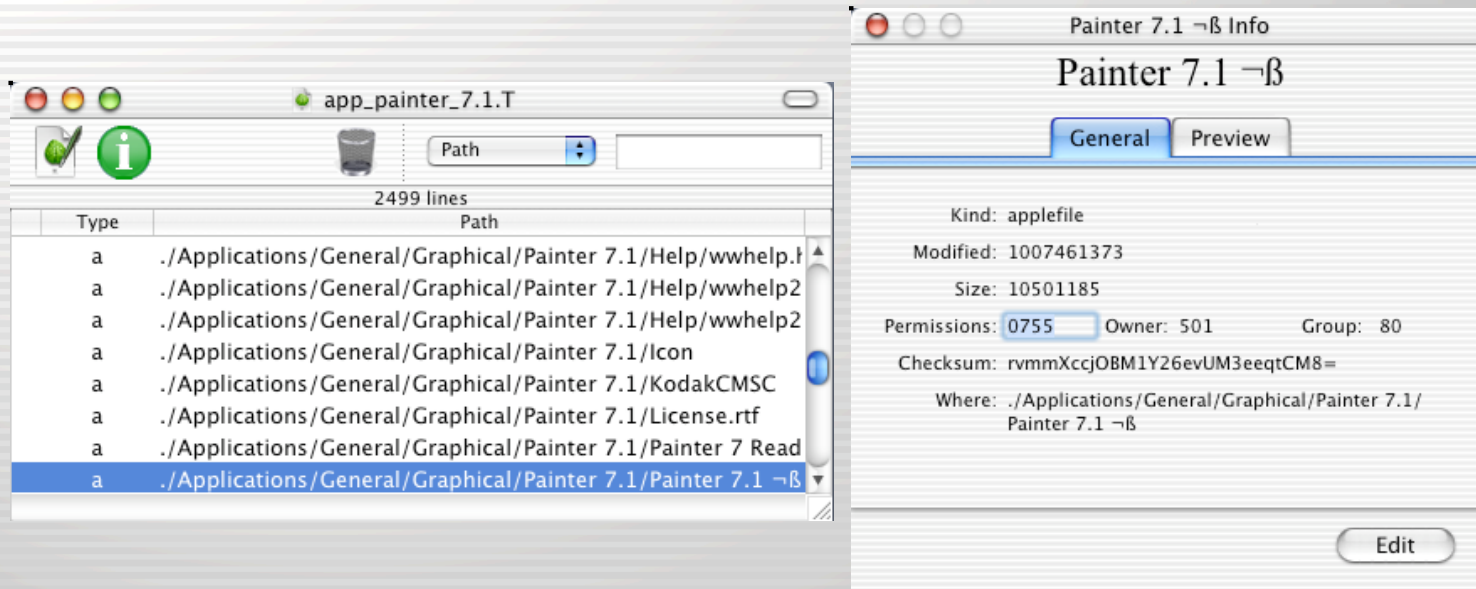 app_painter_7.1.T
Path
2499 lines
Type Path
a ./Applications/General/Graphical/Painter 7.1/Help/wwhelp.h
a ./Applications/General/Graphical/Painter 7.1/Help/wwhelp2
a ./Applications/General/Graphical/Painter 7.1/Help/wwhelp2
a ./Applications/General/Graphical/Painter 7.1/Icon
a ./Applications/General/Graphical/Painter 7.1/KodakCMSC
a ./Applications/General/Graphical/Painter 7.1/License.rtf
a ./Applications/General/Graphical/Painter 7.1/Painter 7 Read
a ./Applications/General/Graphical/Painter 7.1/Painter 7.1 ¬ß
Painter 7.1 ¬ß Info
Painter 7.1 ¬ß
General Preview
Kind: applefile
Modified: 1007461373
Size: 10501185
Permissions: 0755 Owner: 501 Group: 80
Checksum: rvmmXccjOBM1Y26evUM3eeqtCM8=
Where: ./Applications/General/Graphical/Painter 7.1/
Painter 7.1 ¬ß
Edit